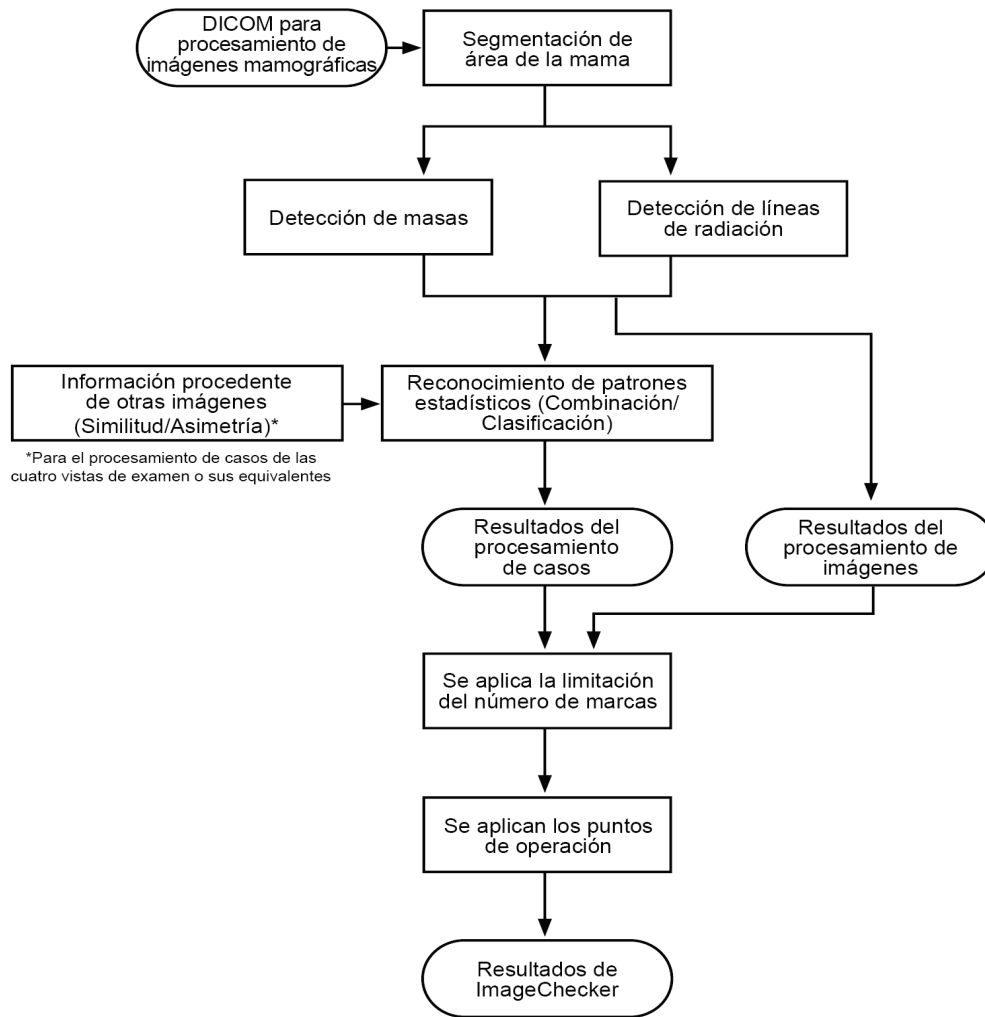 DICOM para
procesamiento de
imágenes mamográficas
Segmentación de
área de la mama
Detección de masas
Detección de líneas
de radiación
Información procedente
de otras imágenes
(Similitud/Asimetría)*
*Para el procesamiento de casos de las
cuatro vistas de examen o sus equivalentes
Reconocimiento de patrones
estadísticos (Combinación/
Clasificación)
Resultados del
procesamiento
de casos
Resultados del
procesamiento de
imágenes
Se aplica la limitación
del número de marcas
Se aplican los puntos
de operación
Resultados de
ImageChecker